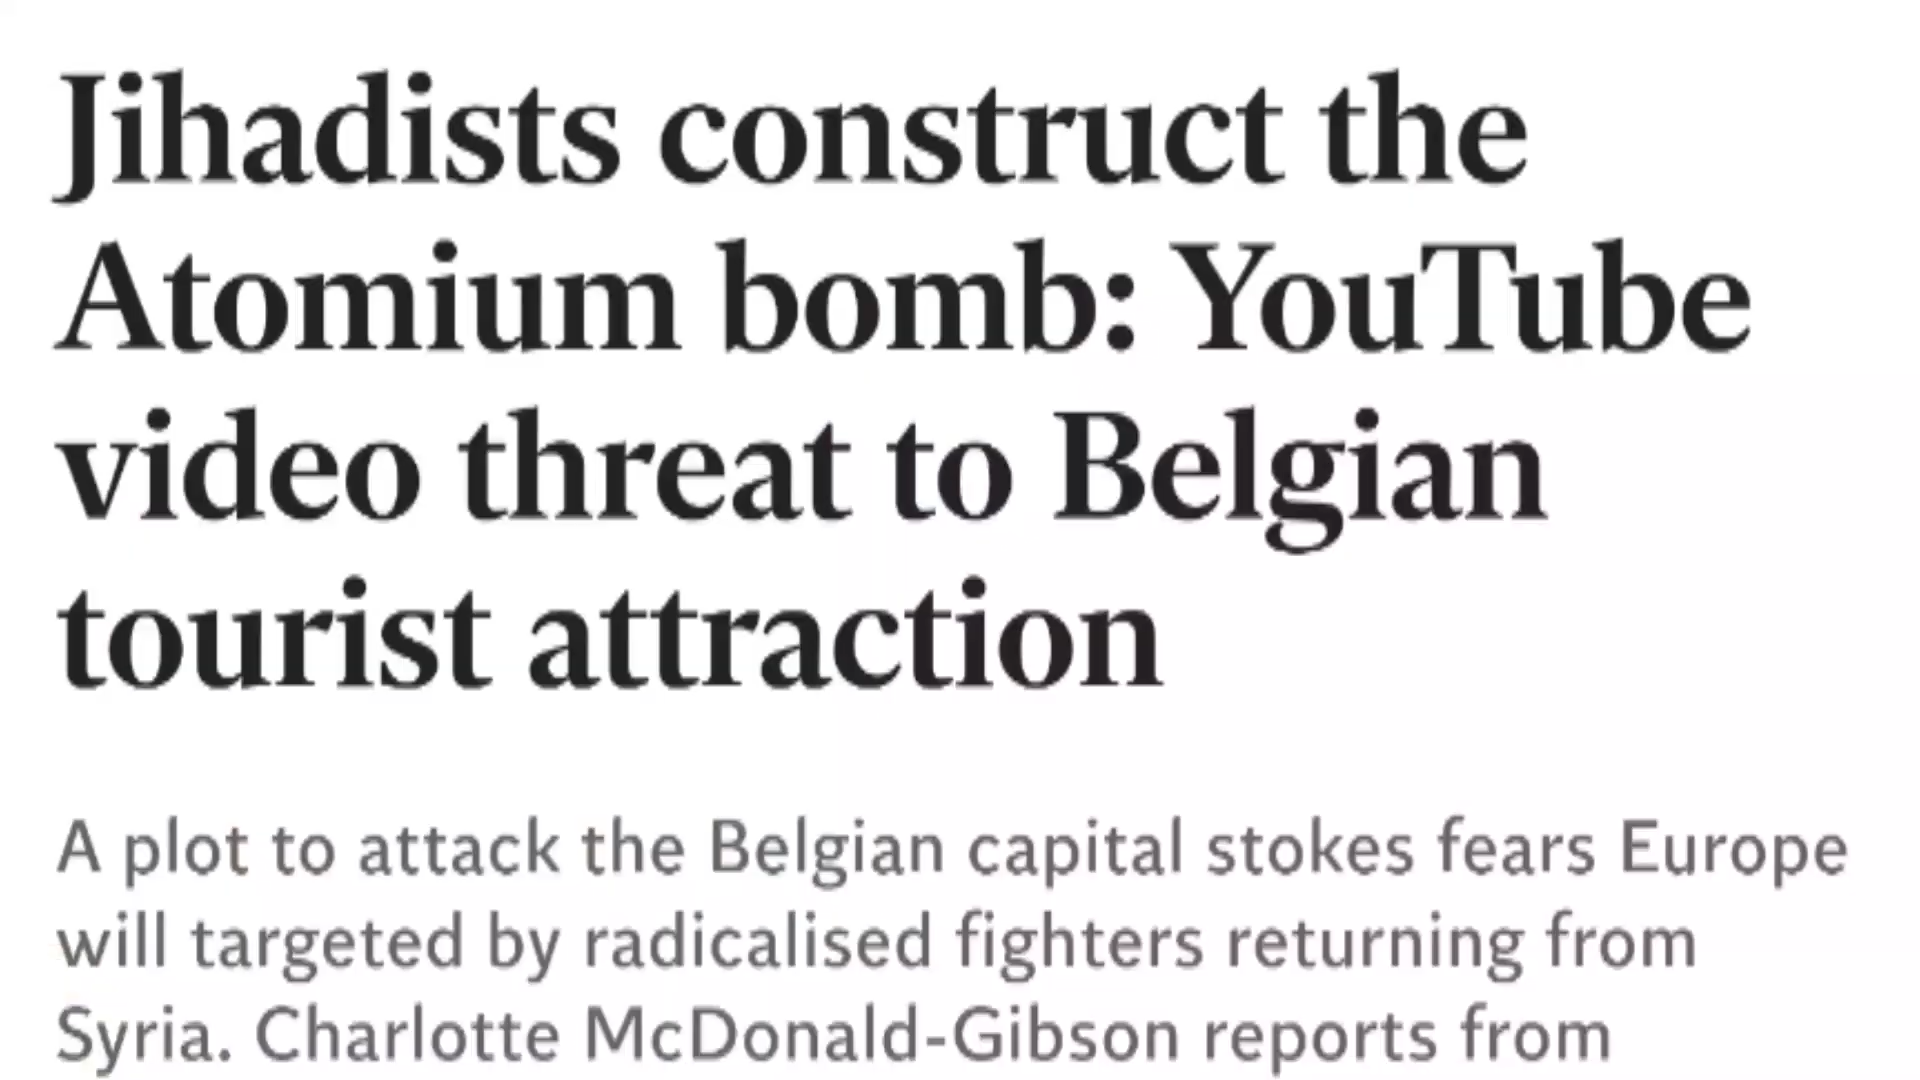 Jihadists construct the
Atomium bomb: YouTube
video threat to Belgian
tourist attraction
A plot to attack the Belgian capital stokes fears Europe
will targeted by radicalised fighters returning from
Syria. Charlotte McDonald-Gibson reports from